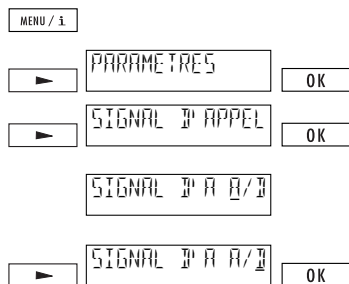 MENU / i
PARAMETRES
OK
SIGNAL D'APPEL
OK
SIGNAL D'A A/D
SIGNAL D'A A/D
OK